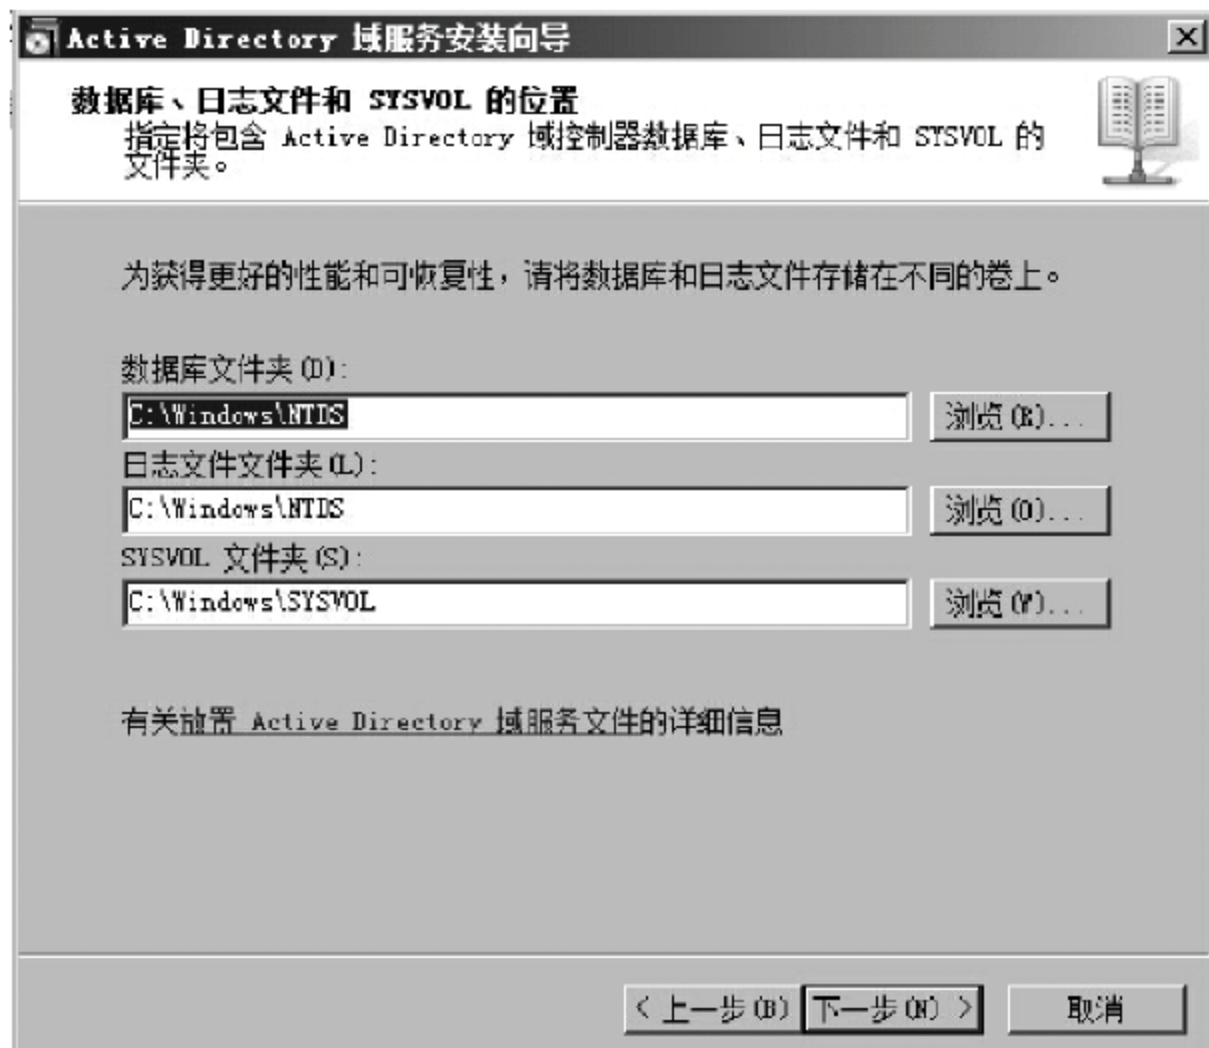 Active Directory 域服务安装向导
数据库、日志文件和 SYSVOL 的位置
指定将包含 Active Directory 域控制器数据库、日志文件和 SYSVOL 的
文件夹。
为获得更好的性能和可恢复性，请将数据库和日志文件存储在不同的卷上。
数据库文件夹(D):
C:\Windows\NTDS 浏览(R)...
日志文件文件夹(L):
C:\Windows\NTDS 浏览(O)...
SYSVOL 文件夹(S):
C:\Windows\SYSVOL 浏览(W)...
有关放置 Active Directory 域服务文件的详细信息
< 上一步(B) 下一步(N) > 取消